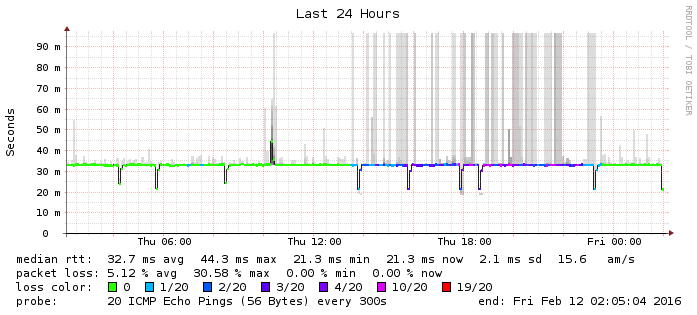 Last 24 Hours
RRDTOOL / TOBI OETIKER
Seconds
90 m
80 m
70 m
60 m
50 m
40 m
30 m
20 m
10 m
0
Thu 06:00 Thu 12:00 Thu 18:00 Fri 00:00
median rtt: 32.7 ms avg 44.3 ms max 21.3 ms min 21.3 ms now 2.1 ms sd 15.6 am/s
packet loss: 5.12 % avg 30.58 % max 0.00 % min 0.00 % now
loss color: 0 1/20 2/20 3/20 4/20 10/20 19/20
probe: 20 ICMP Echo Pings (56 Bytes) every 300s end: Fri Feb 12 02:05:04 2016